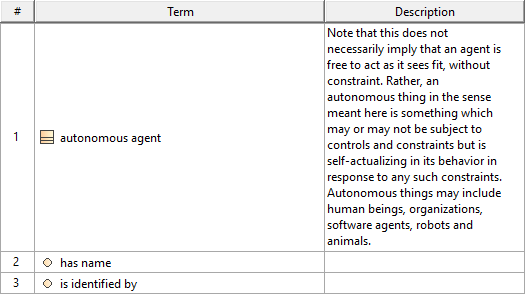 # Term Description
1 autonomous agent
Note that this does not
necessarily imply that an agent is
free to act as it sees fit, without
constraint. Rather, an
autonomous thing in the sense
meant here is something which
may or may not be subject to
controls and constraints but is
self-actualizing in its behavior in
response to any such constraints.
Autonomous things may include
human beings, organizations,
software agents, robots and
animals.
2 has name
3 is identified by